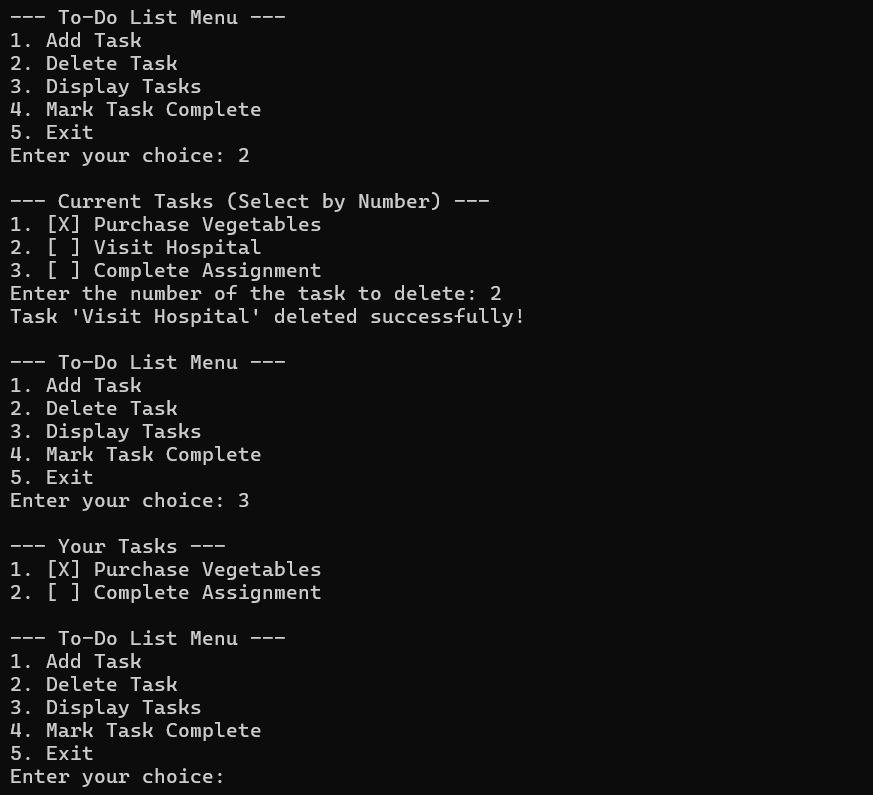 --- To-Do List Menu ---
1. Add Task
2. Delete Task
3. Display Tasks
4. Mark Task Complete
5. Exit
Enter your choice: 2
--- Current Tasks (Select by Number) ---
1. [X] Purchase Vegetables
2. [ ] Visit Hospital
3. [ ] Complete Assignment
Enter the number of the task to delete: 2
Task 'Visit Hospital' deleted successfully!
--- To-Do List Menu ---
1. Add Task
2. Delete Task
3. Display Tasks
4. Mark Task Complete
5. Exit
Enter your choice: 3
--- Your Tasks ---
1. [X] Purchase Vegetables
2. [ ] Complete Assignment
--- To-Do List Menu ---
1. Add Task
2. Delete Task
3. Display Tasks
4. Mark Task Complete
5. Exit
Enter your choice: